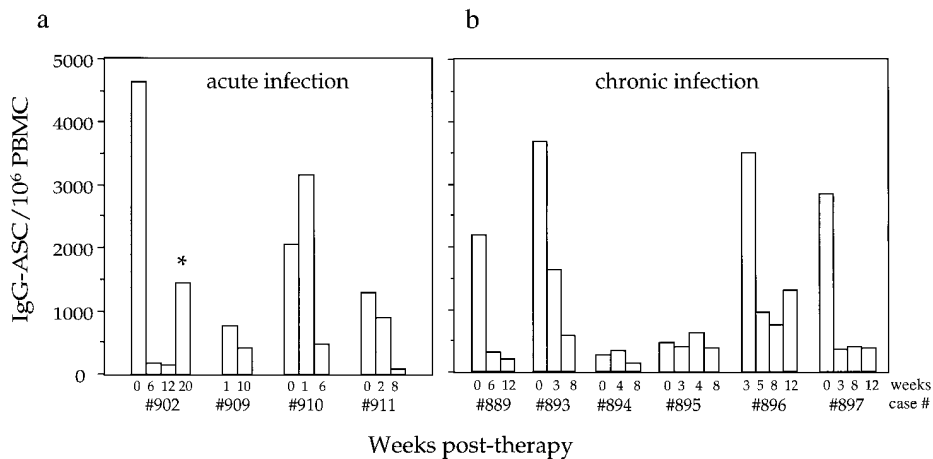 a
b
5000
4000
3000
2000
1000
0
IgG-ASC/10⁶ PBMC
acute infection
chronic infection
*
0 6 12 20 1 10 0 1 6 0 2 8
#902 #909 #910 #911
0 6 12 0 3 8 0 4 8 0 3 4 8 3 5 8 12 0 3 8 12 weeks
#889 #893 #894 #895 #896 #897 case #
Weeks post-therapy